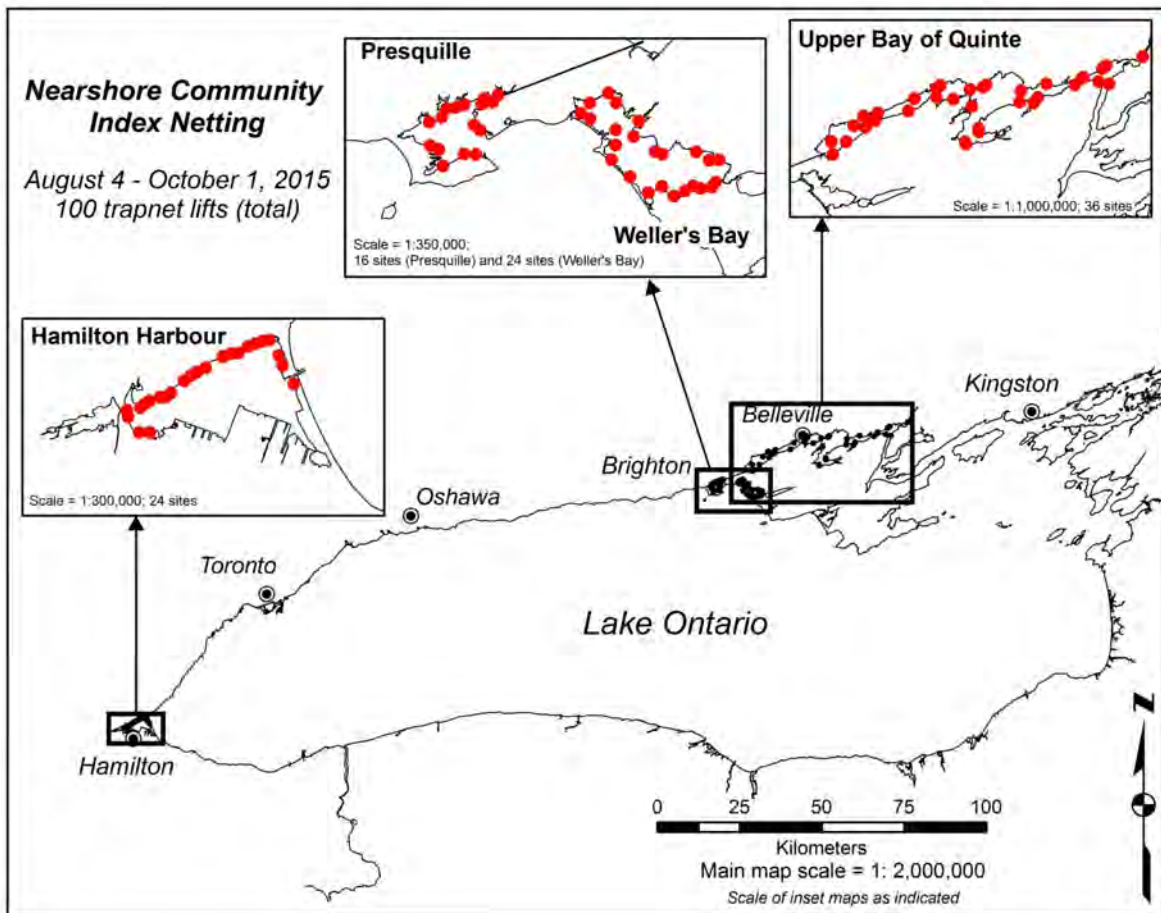 Nearshore Community
Index Netting
August 4 - October 1, 2015
100 trapnet lifts (total)
Presquille
Weller's Bay
Scale = 1:350,000;
16 sites (Presquille) and 24 sites (Weller's Bay)
Upper Bay of Quinte
Scale = 1:1,000,000; 36 sites
Hamilton Harbour
Scale = 1:300,000; 24 sites
Kingston
Belleville
Brighton
Oshawa
Toronto
Lake Ontario
Hamilton
N
0 25 50 75 100
Kilometers
Main map scale = 1: 2,000,000
Scale of inset maps as indicated